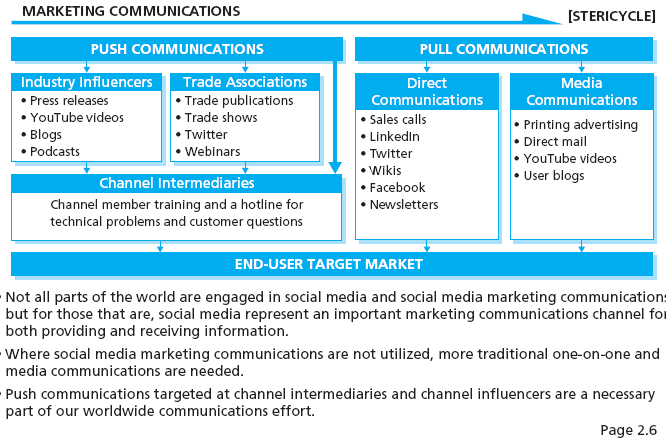 MARKETING COMMUNICATIONS
[STERICYCLE]
PUSH COMMUNICATIONS
Industry Influencers
• Press releases
• YouTube videos
• Blogs
• Podcasts
Trade Associations
• Trade publications
• Trade shows
• Twitter
• Webinars
Channel Intermediaries
Channel member training and a hotline for
technical problems and customer questions
PULL COMMUNICATIONS
Direct
Communications
• Sales calls
• LinkedIn
• Twitter
• Wikis
• Facebook
• Newsletters
Media
Communications
• Printing advertising
• Direct mail
• YouTube videos
• User blogs
END-USER TARGET MARKET
• Not all parts of the world are engaged in social media and social media marketing communications
but for those that are, social media represent an important marketing communications channel for
both providing and receiving information.
• Where social media marketing communications are not utilized, more traditional one-on-one and
media communications are needed.
• Push communications targeted at channel intermediaries and channel influencers are a necessary
part of our worldwide communications effort.
Page 2.6